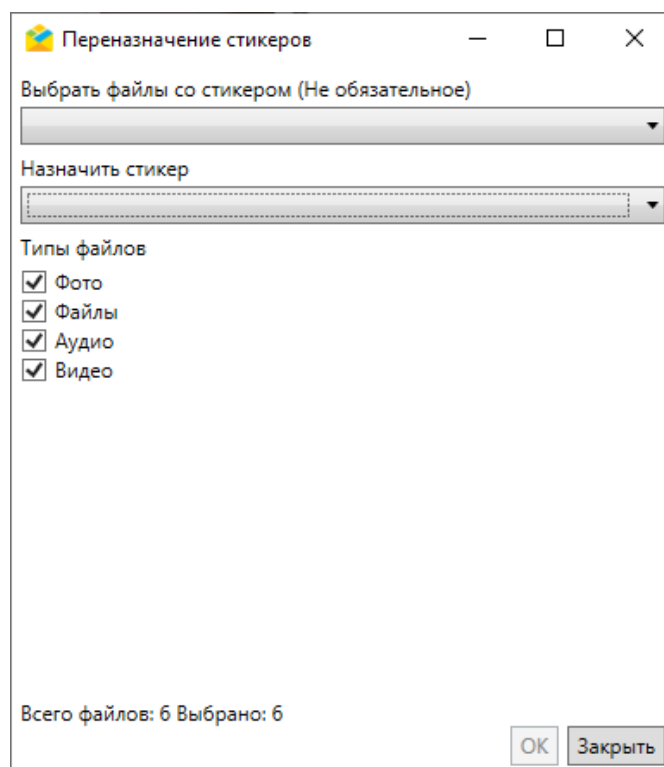 Переназначение стикеров
Выбрать файлы со стикером (Не обязательное)
Назначить стикер
Типы файлов
Фото
Файлы
Аудио
Видео
Всего файлов: 6 Выбрано: 6
OK Закрыть